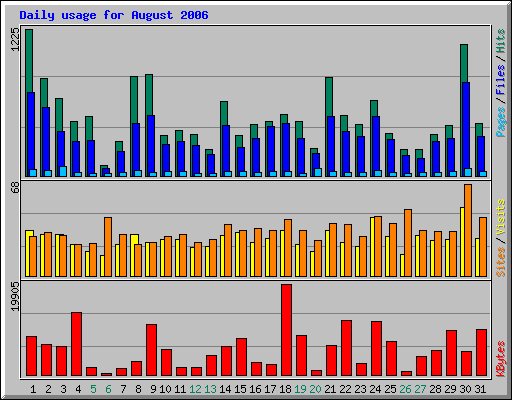 Daily usage for August 2006
1225
Pages / Files / Hits
68
Sites / Visits
19905
KBytes
1 2 3 4 5 6 7 8 9 10 11 12 13 14 15 16 17 18 19 20 21 22 23 24 25 26 27 28 29 30 31